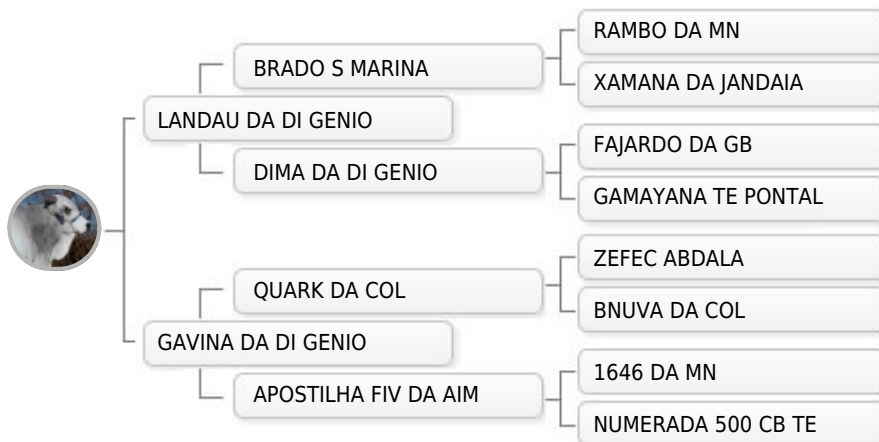 RAMBO DA MN
BRADO S MARINA
XAMANA DA JANDAIA
LANDAU DA DI GENIO
FAJARDO DA GB
DIMA DA DI GENIO
GAMAYANA TE PONTAL
ZEFEC ABDALA
QUARK DA COL
BNUVA DA COL
GAVINA DA DI GENIO
1646 DA MN
APOSTILHA FIV DA AIM
NUMERADA 500 CB TE